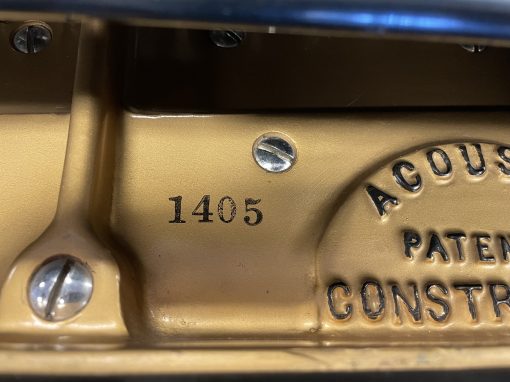 1405
ACOUS
PATEN
CONSTR